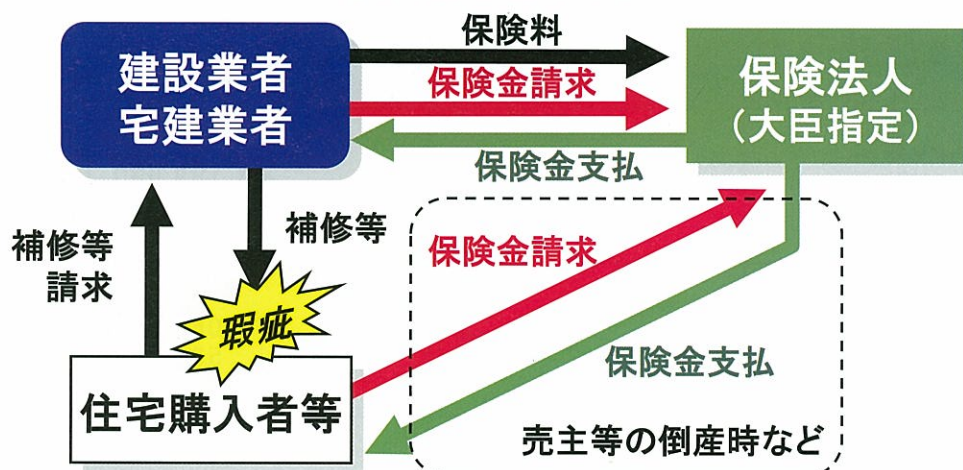 保険料
建設業者
宅建業者
保険金請求
保険法人
（大臣指定）
保険金支払
補修等
請求
補修等
保険金請求
瑕疵
保険金支払
住宅購入者等
売主等の倒産時など